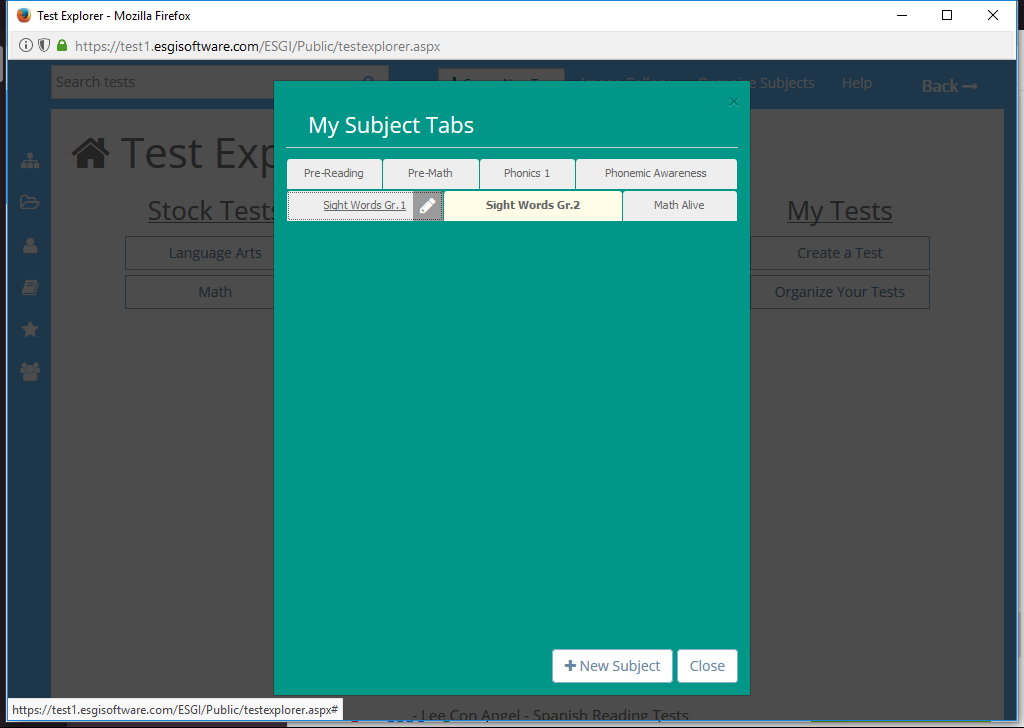 Test Explorer - Mozilla Firefox
https://test1.esgisoftware.com/ESGI/Public/testexplorer.aspx
Search tests
Subjects Help Back
My Subject Tabs
Test Exp
Pre-Reading Pre-Math Phonics 1 Phonemic Awareness
Sight Words Gr.1 Sight Words Gr.2 Math Alive
Stock Tests My Tests
Language Arts Create a Test
Math Organize Your Tests
New Subject Close
https://test1.esgisoftware.com/ESGI/Public/testexplorer.aspx#
- Lee Con Angel - Spanish Reading Tests